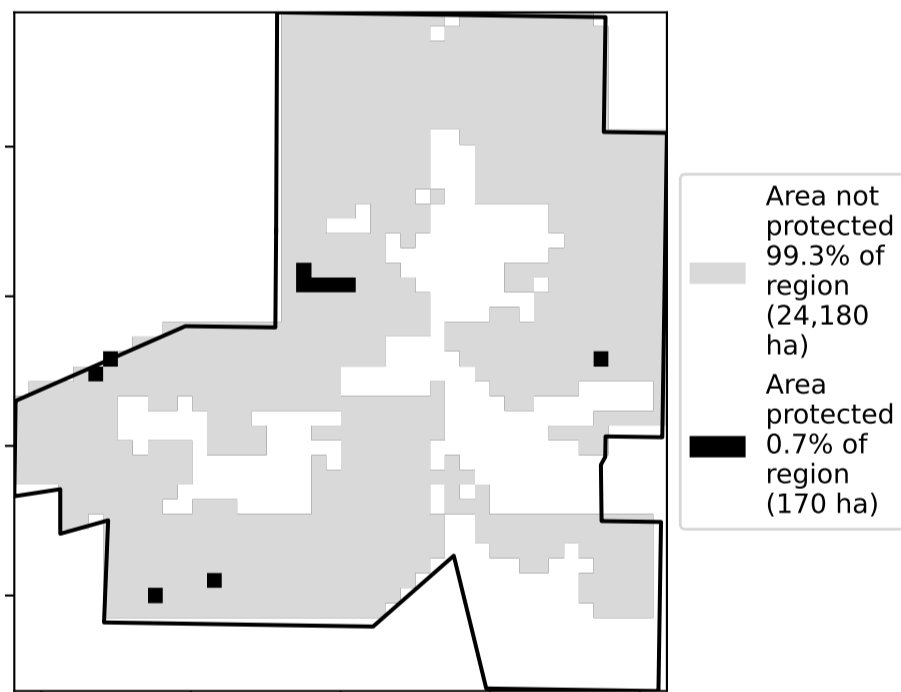 Area not
protected
99.3% of
region
(24,180
ha)
Area
protected
0.7% of
region
(170 ha)